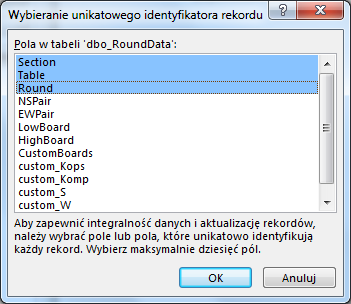 Wybieranie unikatowego identyfikatora rekordu
Pola w tabeli 'dbo_RoundData':
Section
Table
Round
NSPair
EWPair
LowBoard
HighBoard
CustomBoards
custom_Kops
custom_Komp
custom_S
custom_W
Aby zapewnić integralność danych i aktualizację rekordów,
należy wybrać pole lub pola, które unikatowo identyfikują
każdy rekord. Wybierz maksymalnie dziesięć pól.
OK
Anuluj